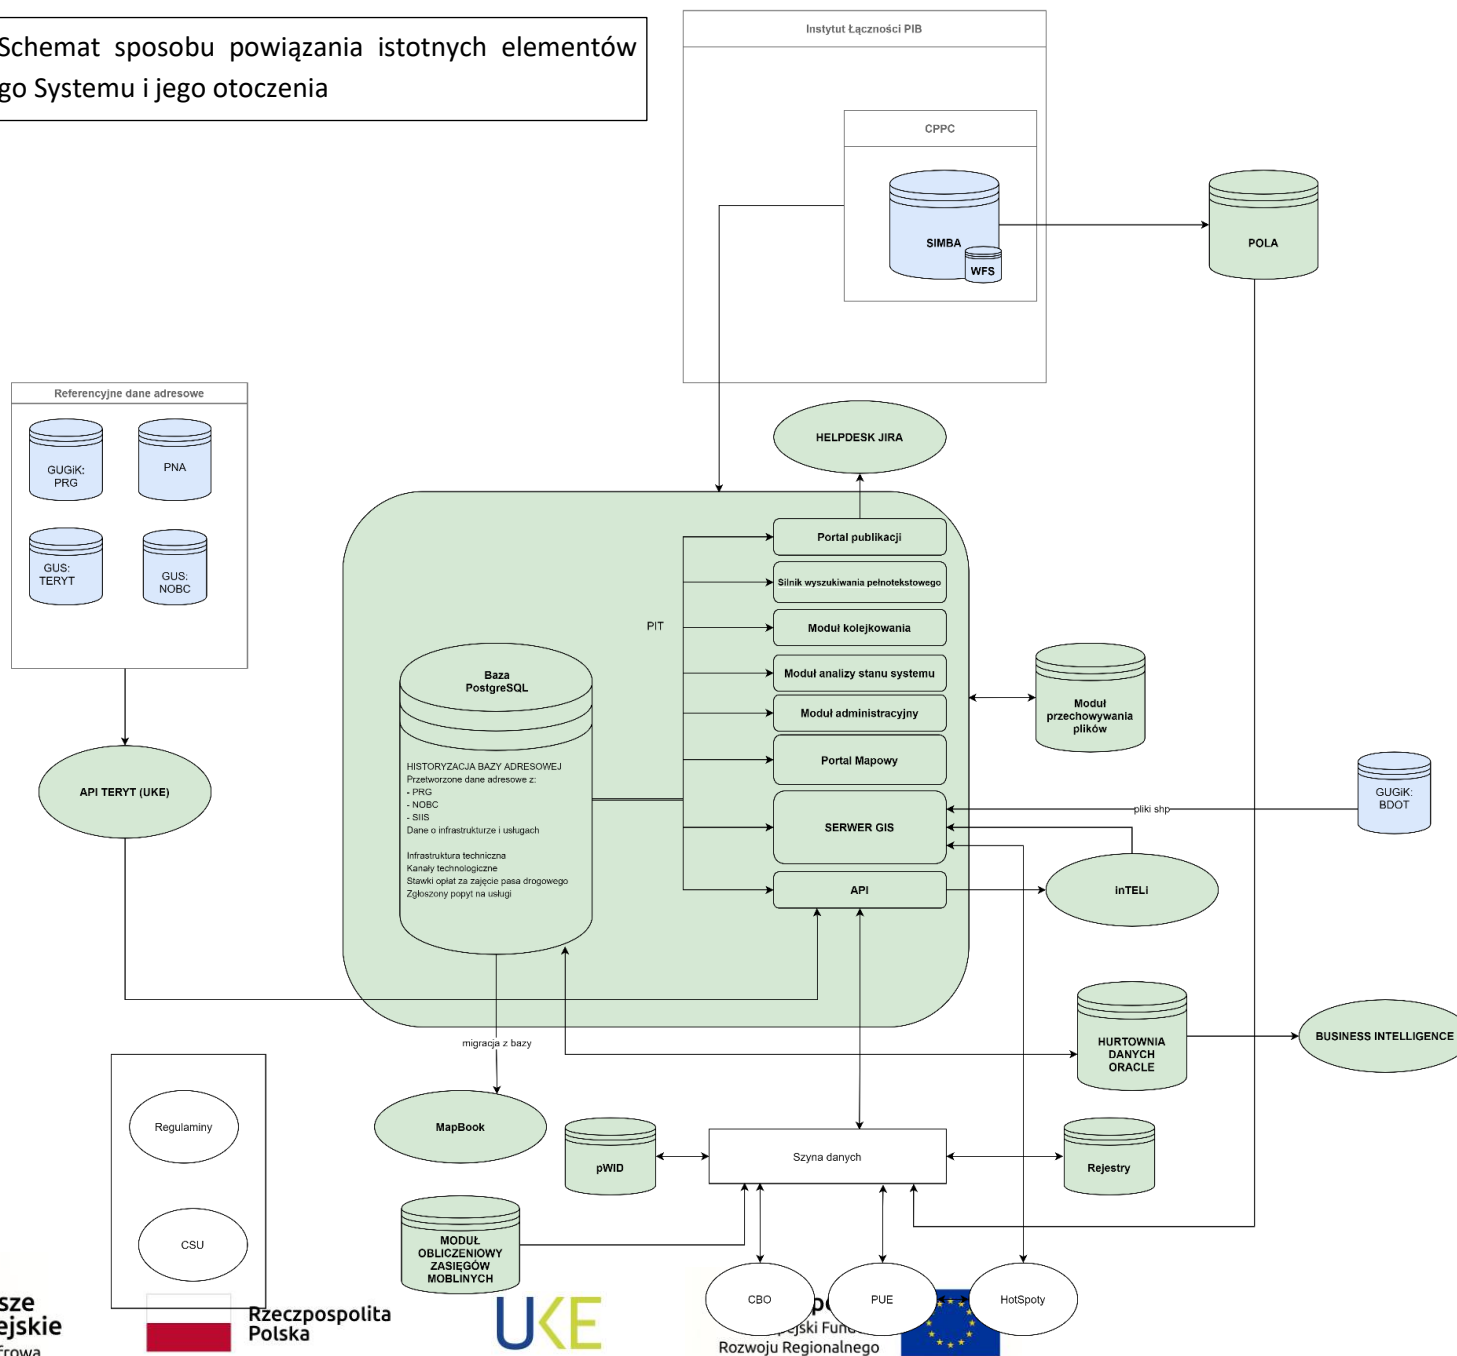 Schemat sposobu powiązania istotnych elementów
go Systemu i jego otoczenia
Instytut Łączności PIB
CPPC
SIMBA
WFS
POLA
Referencyjne dane adresowe
GUGiK:
PRG
PNA
GUS:
TERYT
GUS:
NOBC
HELPDESK JIRA
Portal publikacji
Silnik wyszukiwania pełnotekstowego
PIT
Moduł kolejkowania
Moduł analizy stanu systemu
Moduł administracyjny
Portal Mapowy
SERWER GIS
API
Baza
PostgreSQL
HISTORYZACJA BAZY ADRESOWEJ
Przetworzone dane adresowe z:
- PRG
- NOBC
- SIIS
Dane o infrastrukturze i usługach
Infrastruktura techniczna
Kanały technologiczne
Stawki opłat za zajęcie pasa drogowego
Zgłoszony popyt na usługi
Moduł
przechowywania
plików
API TERYT (UKE)
pliki shp
GUGiK:
BDOT
inTELi
HURTOWNIA
DANYCH
ORACLE
BUSINESS INTELLIGENCE
migracja z bazy
MapBook
pWID
Szyna danych
Rejestry
Regulaminy
CSU
MODUŁ
OBLICZENIOWY
ZASIĘGÓW
MOBLINYCH
CBO
PUE
HotSpoty
sze
ejskie
frowa
Rzeczpospolita
Polska
UKE
pejski Fundu
Rozwoju Regionalnego